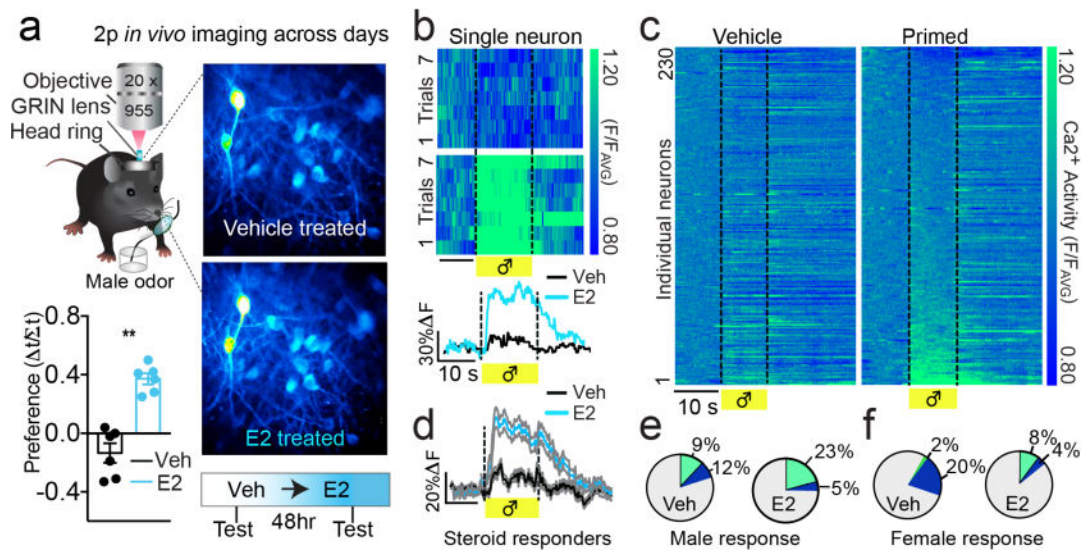 a
2p in vivo imaging across days
Objective
GRIN lens
Head ring
20 x
955
Male odor
Vehicle treated
E2 treated
Preference (Δt/Σt)
0.8
0.4
0.0
-0.4
**
Veh
E2
Veh → E2
48hr
Test
Test
b
Single neuron
7
Trials
1
7
Trials
1
1.20
(F/FAVG)
0.80
♂
Veh
E2
30%ΔF
10 s
♂
c
Vehicle
Primed
230
Individual neurons
1
1.20
Ca2+ Activity (F/FAVG)
0.80
10 s
♂
♂
d
Veh
E2
20%ΔF
♂
Steroid responders
e
9%
12%
Veh
23%
5%
E2
Male response
f
2%
20%
Veh
8%
4%
E2
Female response